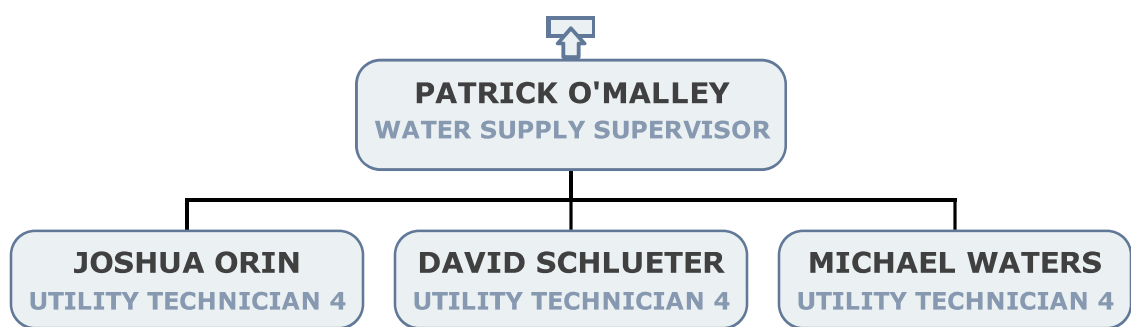 PATRICK O'MALLEY
WATER SUPPLY SUPERVISOR
JOSHUA ORIN
UTILITY TECHNICIAN 4
DAVID SCHLUETER
UTILITY TECHNICIAN 4
MICHAEL WATERS
UTILITY TECHNICIAN 4